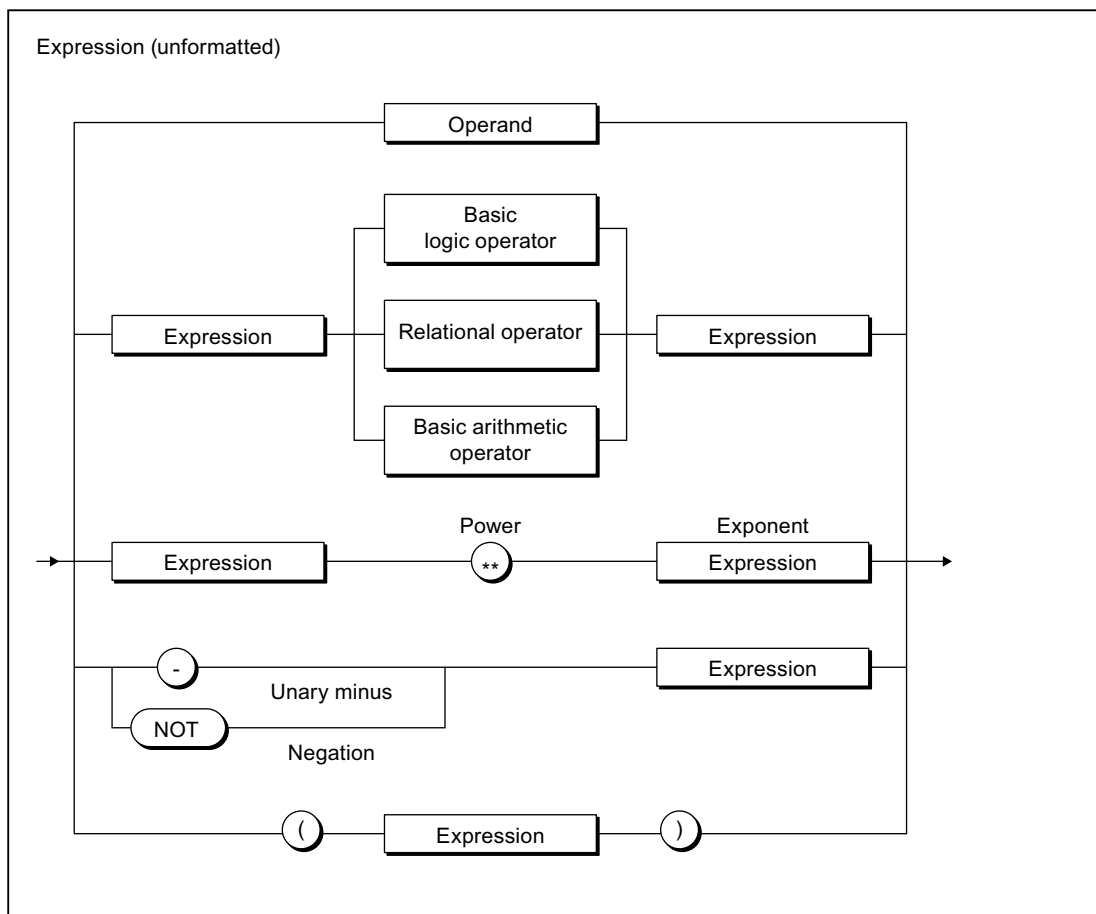 Expression (unformatted)
Operand
Basic
logic operator
Expression
Relational operator
Expression
Basic arithmetic
operator
Power
Exponent
Expression
**
Expression
-
Unary minus
Expression
NOT
Negation
(
Expression
)